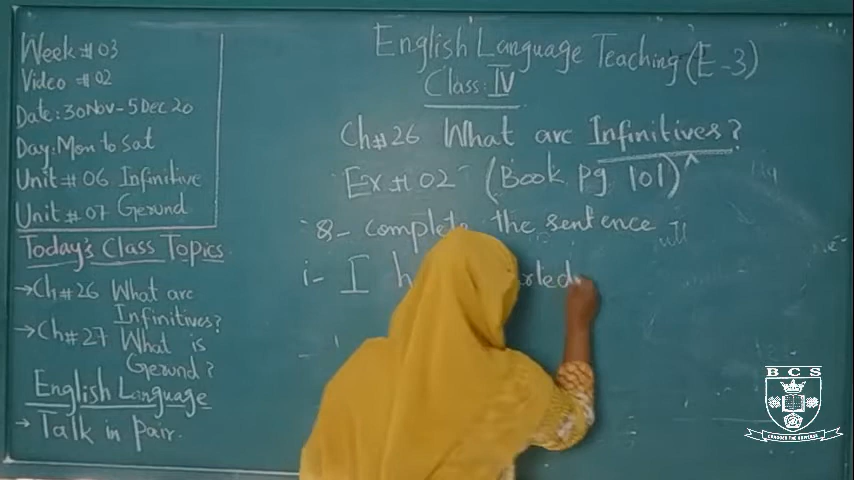 Week # 03
Video # 02
Date: 30 Nov - 5 Dec 20
Day: Mon to Sat
Unit # 06 Infinitive
Unit # 07 Gerund
Today's Class Topics
→ Ch # 26 What are
Infinitives?
→ Ch # 27 What is
Gerund?
English Language
→ Talk in Pair.
English Language Teaching (E-3)
Class: IV
Ch # 26 What are Infinitives?
Ex # 02 (Book pg 101)
8- complete the sentence
i- I
BCS
CHANGED THE UNIVERSE